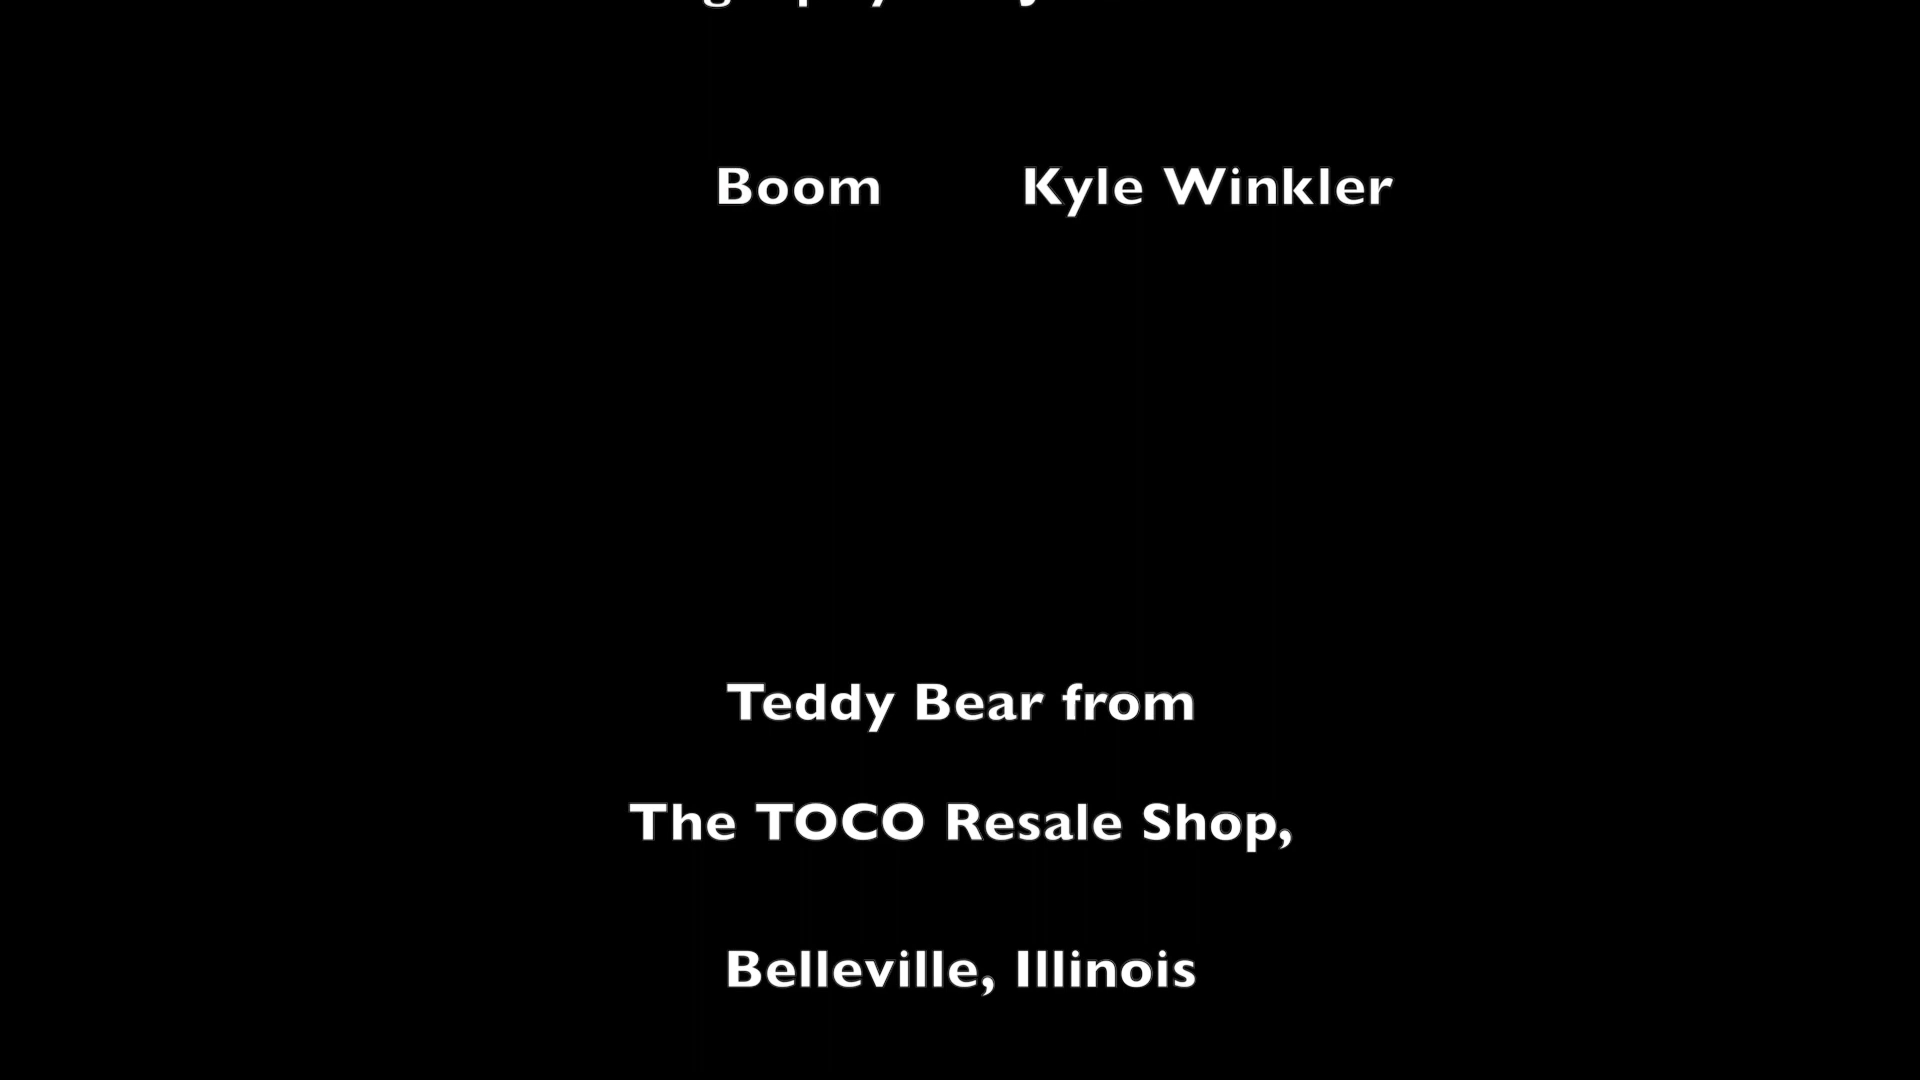 Boom Kyle Winkler
Teddy Bear from
The TOCO Resale Shop,
Belleville, Illinois